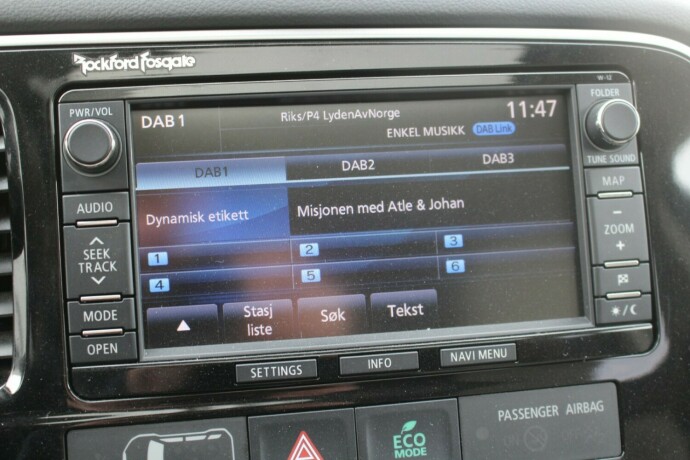 Rockford Fosgate
W-12
PWR/VOL
FOLDER
DAB 1
Riks/P4 LydenAvNorge
11:47
ENKEL MUSIKK
DAB Link
TUNE SOUND
DAB1
DAB2
DAB3
MAP
AUDIO
Dynamisk etikett
Misjonen med Atle & Johan
− ZOOM +
SEEK
TRACK
1
2
3
4
5
6
MODE
Stasj
liste
Søk
Tekst
OPEN
SETTINGS
INFO
NAVI MENU
ECO
MODE
PASSENGER AIRBAG